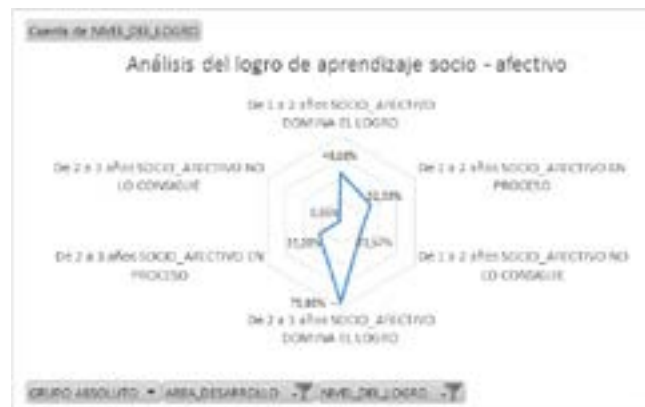 Cuenta de NIVEL_DEL_LOGRO
Análisis del logro de aprendizaje socio - afectivo
De 1 a 2 años SOCIO_AFECTIVO
DOMINA EL LOGRO
De 2 a 3 años SOCIO_AFECTIVO NO
LO CONSIGUE
De 1 a 2 años SOCIO_AFECTIVO EN
PROCESO
De 2 a 3 años SOCIO_AFECTIVO EN
PROCESO
De 1 a 2 años SOCIO_AFECTIVO NO
LO CONSIGUE
De 2 a 3 años SOCIO_AFECTIVO
DOMINA EL LOGRO
GRUPO ABSOLUTO AREA_DESARROLLO NIVEL_DEL_LOGRO